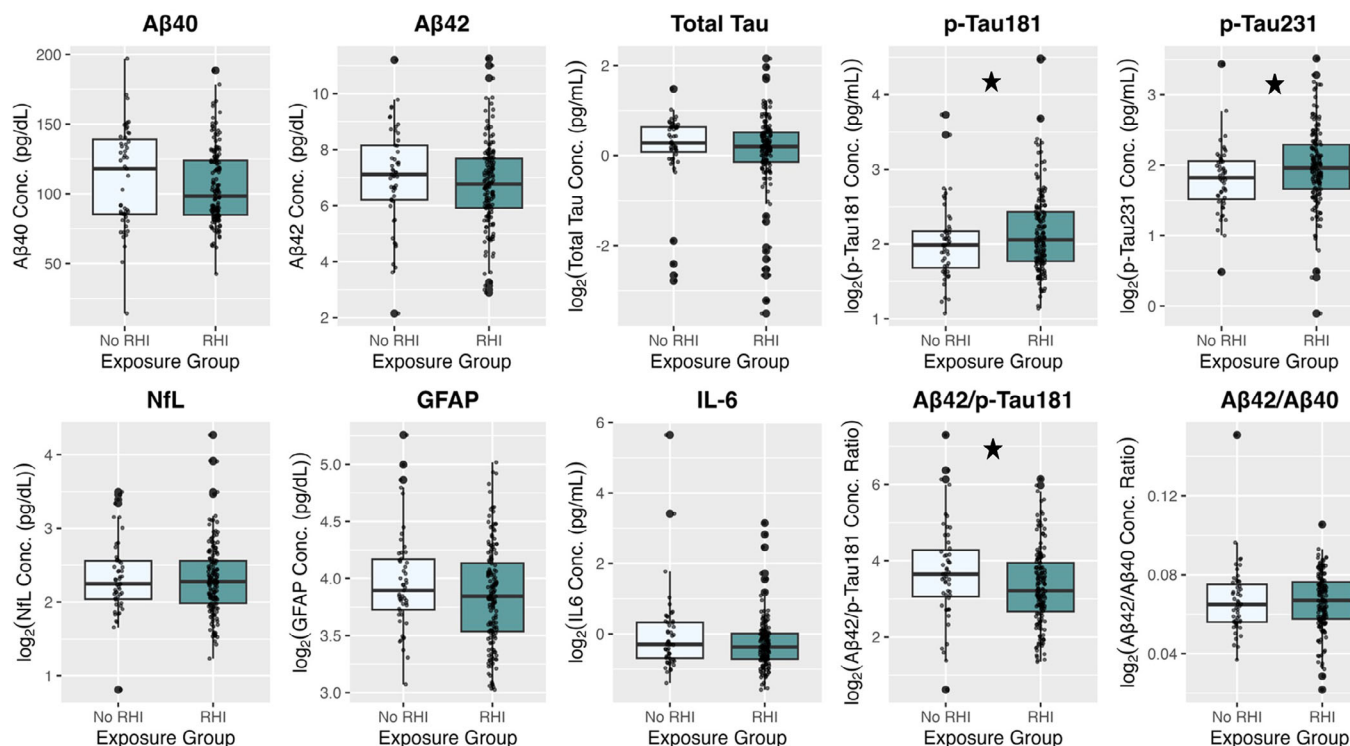 Aβ40
Aβ42
Total Tau
p-Tau181
p-Tau231
Aβ40 Conc. (pg/dL)
200
150
100
50
No RHI
RHI
Exposure Group
Aβ42 Conc. (pg/dL)
10
8
6
4
2
No RHI
RHI
Exposure Group
log₂(Total Tau Conc. (pg/mL))
2
0
-2
No RHI
RHI
Exposure Group
log₂(p-Tau181 Conc. (pg/mL))
4
3
2
1
No RHI
RHI
Exposure Group
log₂(p-Tau231 Conc. (pg/mL))
3
2
1
0
No RHI
RHI
Exposure Group
NfL
GFAP
IL-6
Aβ42/p-Tau181
Aβ42/Aβ40
log₂(NfL Conc. (pg/dL))
4
3
2
1
No RHI
RHI
Exposure Group
log₂(GFAP Conc. (pg/dL))
5.0
4.5
4.0
3.5
3.0
No RHI
RHI
Exposure Group
log₂(IL6 Conc. (pg/mL))
6
4
2
0
No RHI
RHI
Exposure Group
log₂(Aβ42/p-Tau181 Conc. Ratio)
6
4
2
No RHI
RHI
Exposure Group
log₂(Aβ42/Aβ40 Conc. Ratio)
0.12
0.08
0.04
No RHI
RHI
Exposure Group